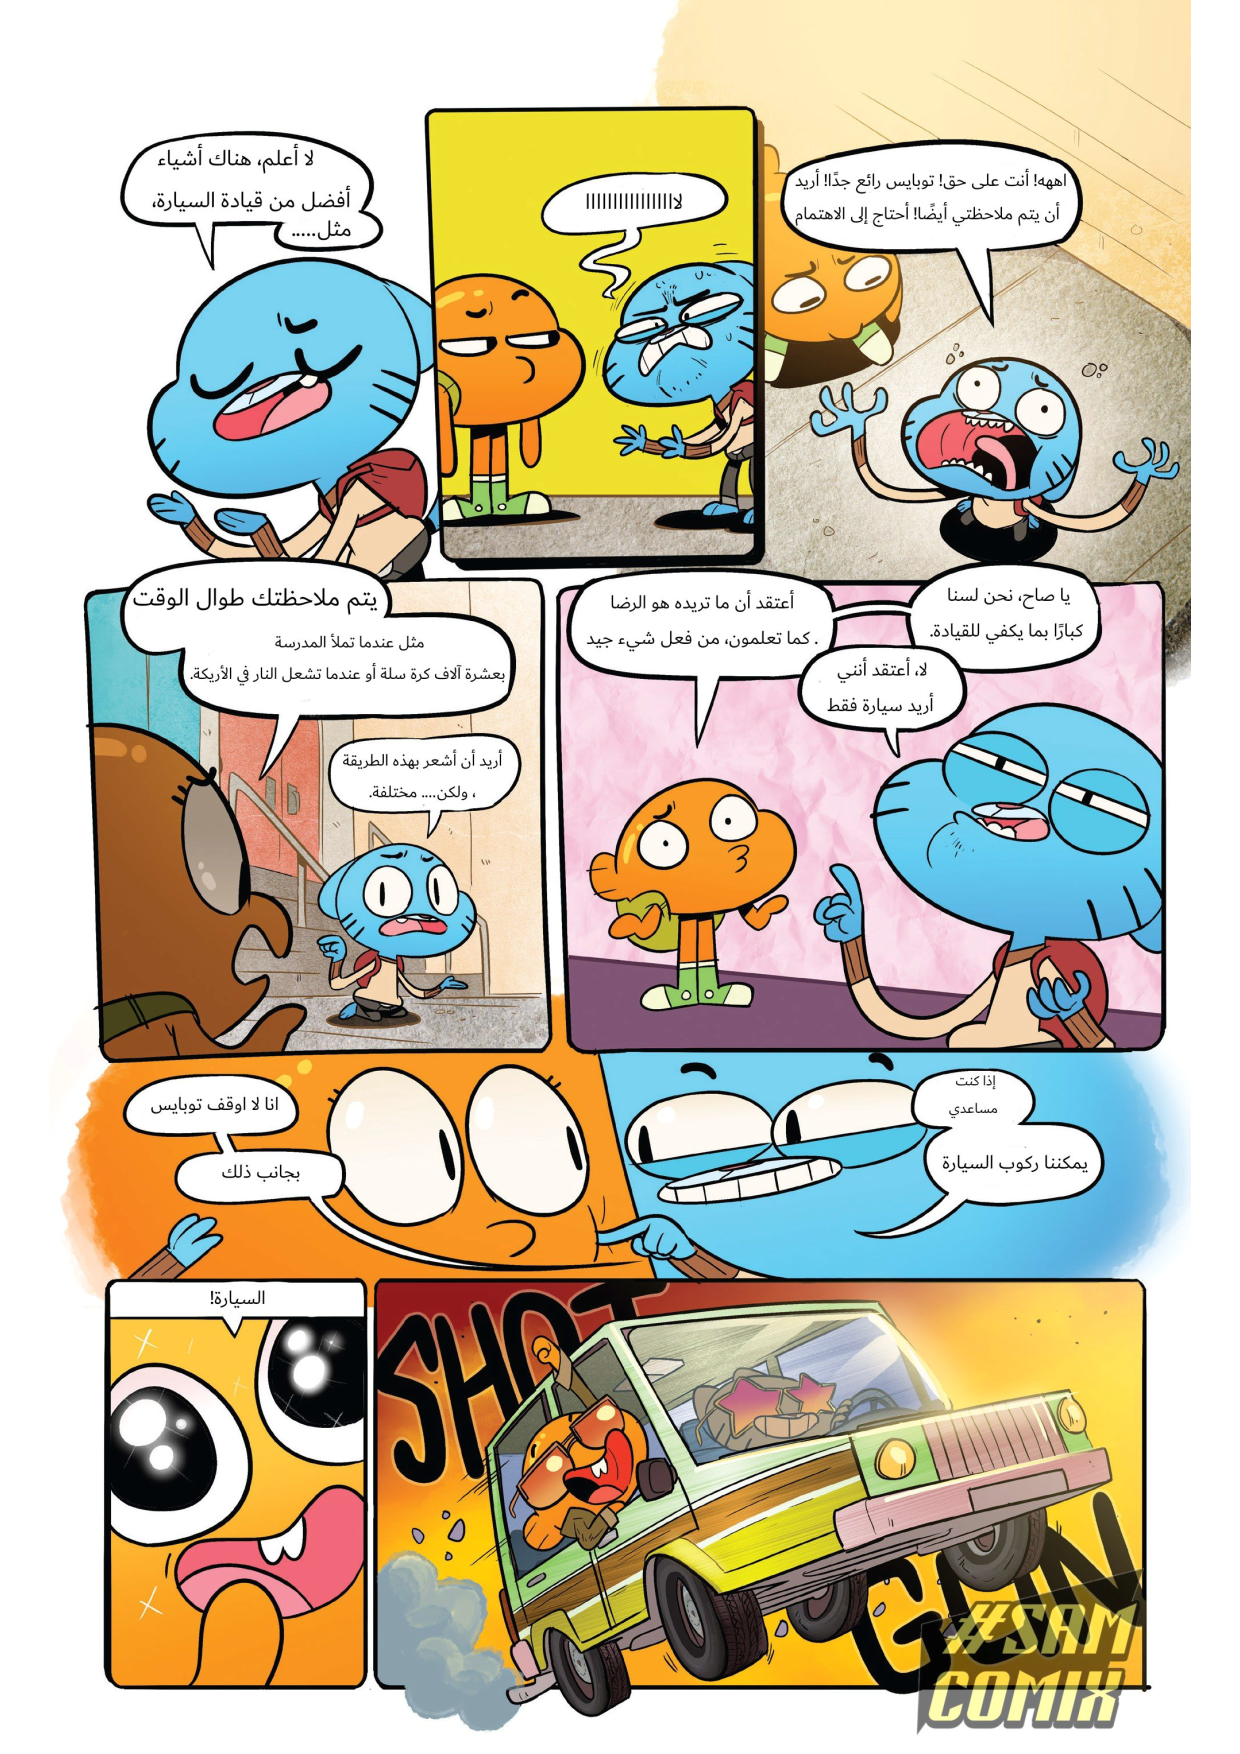 اههه! أنت على حق! توبايس رائع جدًا! أريد
أن يتم ملاحظتي أيضًا! أحتاج إلى الاهتمام
لااااااااااااااااا
لا أعلم، هناك أشياء
أفضل من قيادة السيارة،
مثل.....
يا صاح، نحن لسنا
كبارًا بما يكفي للقيادة.
أعتقد أن ما تريده هو الرضا
. كما تعلمون، من فعل شيء جيد
لا، أعتقد أنني
أريد سيارة فقط
يتم ملاحظتك طوال الوقت
مثل عندما تملأ المدرسة
بعشرة آلاف كرة سلة أو عندما تشعل النار في الأريكة.
أريد أن أشعر بهذه الطريقة
، ولكن.... مختلفة.
إذا كنت
مساعدي
يمكننا ركوب السيارة
انا لا اوقف توبايس
بجانب ذلك
السيارة!
SHOT
GUN
#SAM
COMIX